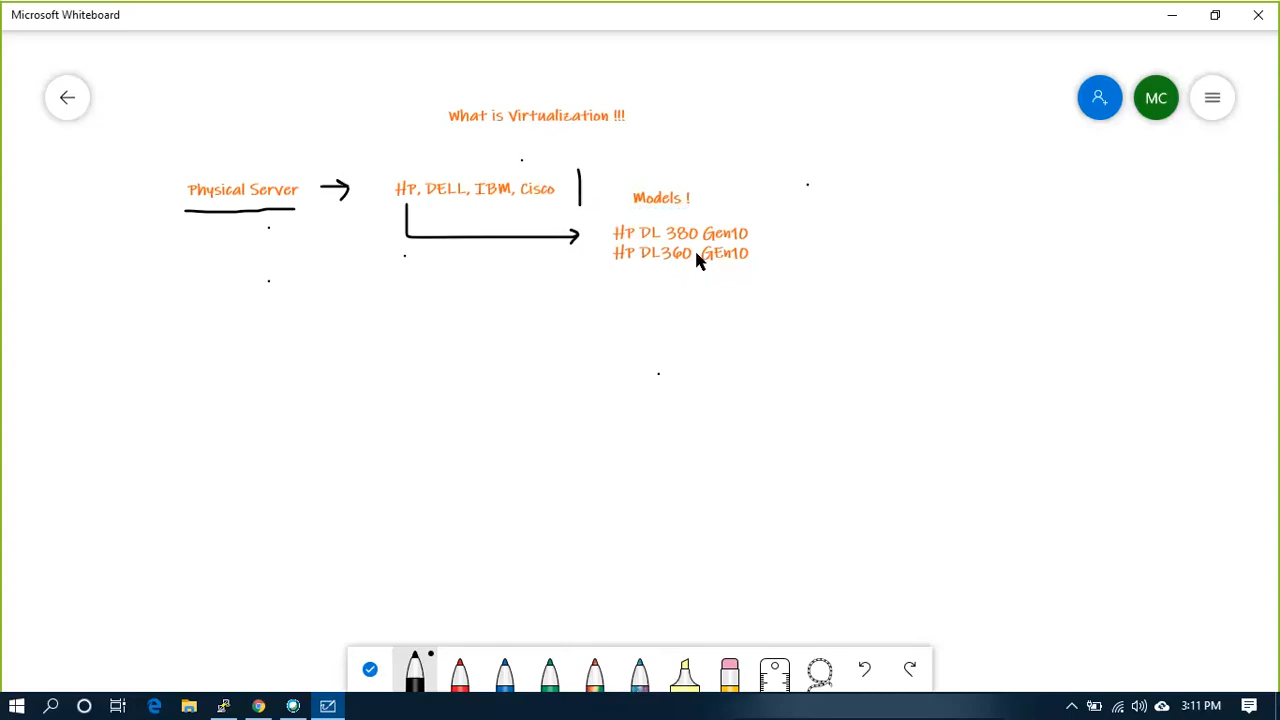 Microsoft Whiteboard
MC
What is Virtualization !!!
Physical Server
HP, DELL, IBM, Cisco
Models !
HP DL 380 Gen10
HP DL360 GEn10
3:11 PM